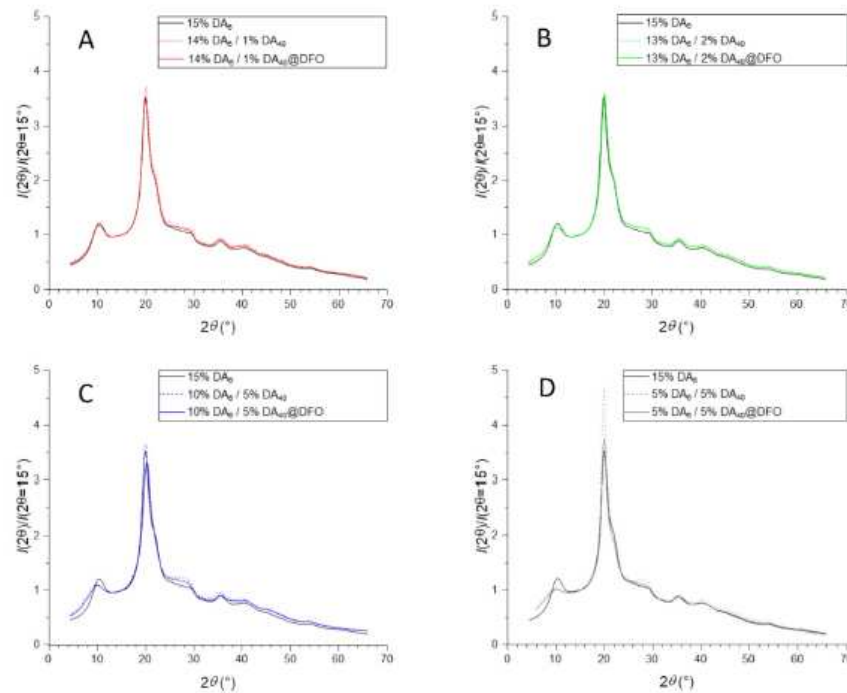 A
15% DA₆
14% DA₆ / 1% DA₄₀
14% DA₆ / 1% DA₄₀@DFO
I(2θ)/I(2θ=15°)
5
4
3
2
1
0
0 10 20 30 40 50 60 70
2θ (°)
B
15% DA₆
13% DA₆ / 2% DA₄₀
13% DA₆ / 2% DA₄₀@DFO
I(2θ)/I(2θ=15°)
5
4
3
2
1
0
0 10 20 30 40 50 60 70
2θ (°)
C
15% DA₆
10% DA₆ / 5% DA₄₀
10% DA₆ / 5% DA₄₀@DFO
I(2θ)/I(2θ=15°)
5
4
3
2
1
0
0 10 20 30 40 50 60 70
2θ (°)
D
15% DA₆
5% DA₆ / 5% DA₄₀
5% DA₆ / 5% DA₄₀@DFO
I(2θ)/I(2θ=15°)
5
4
3
2
1
0
0 10 20 30 40 50 60 70
2θ (°)